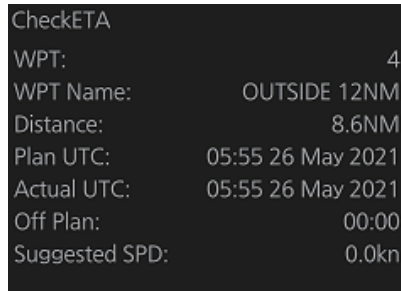 CheckETA
WPT: 4
WPT Name: OUTSIDE 12NM
Distance: 8.6NM
Plan UTC: 05:55 26 May 2021
Actual UTC: 05:55 26 May 2021
Off Plan: 00:00
Suggested SPD: 0.0kn